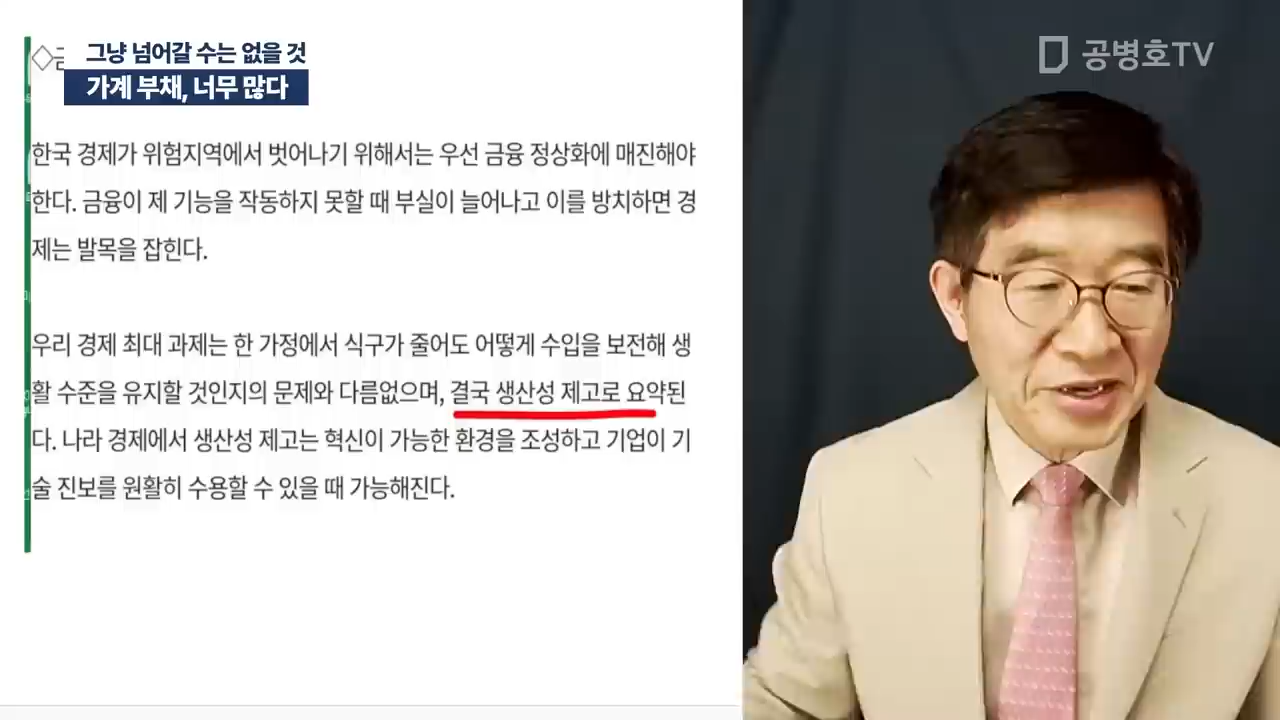 그냥 넘어갈 수는 없을 것
가계 부채, 너무 많다
공병호TV
한국 경제가 위험지역에서 벗어나기 위해서는 우선 금융 정상화에 매진해야
한다. 금융이 제 기능을 작동하지 못할 때 부실이 늘어나고 이를 방치하면 경
제는 발목을 잡힌다.
우리 경제 최대 과제는 한 가정에서 식구가 줄어도 어떻게 수입을 보전해 생
활 수준을 유지할 것인지의 문제와 다름없으며, 결국 생산성 제고로 요약된
다. 나라 경제에서 생산성 제고는 혁신이 가능한 환경을 조성하고 기업이 기
술 진보를 원활히 수용할 수 있을 때 가능해진다.